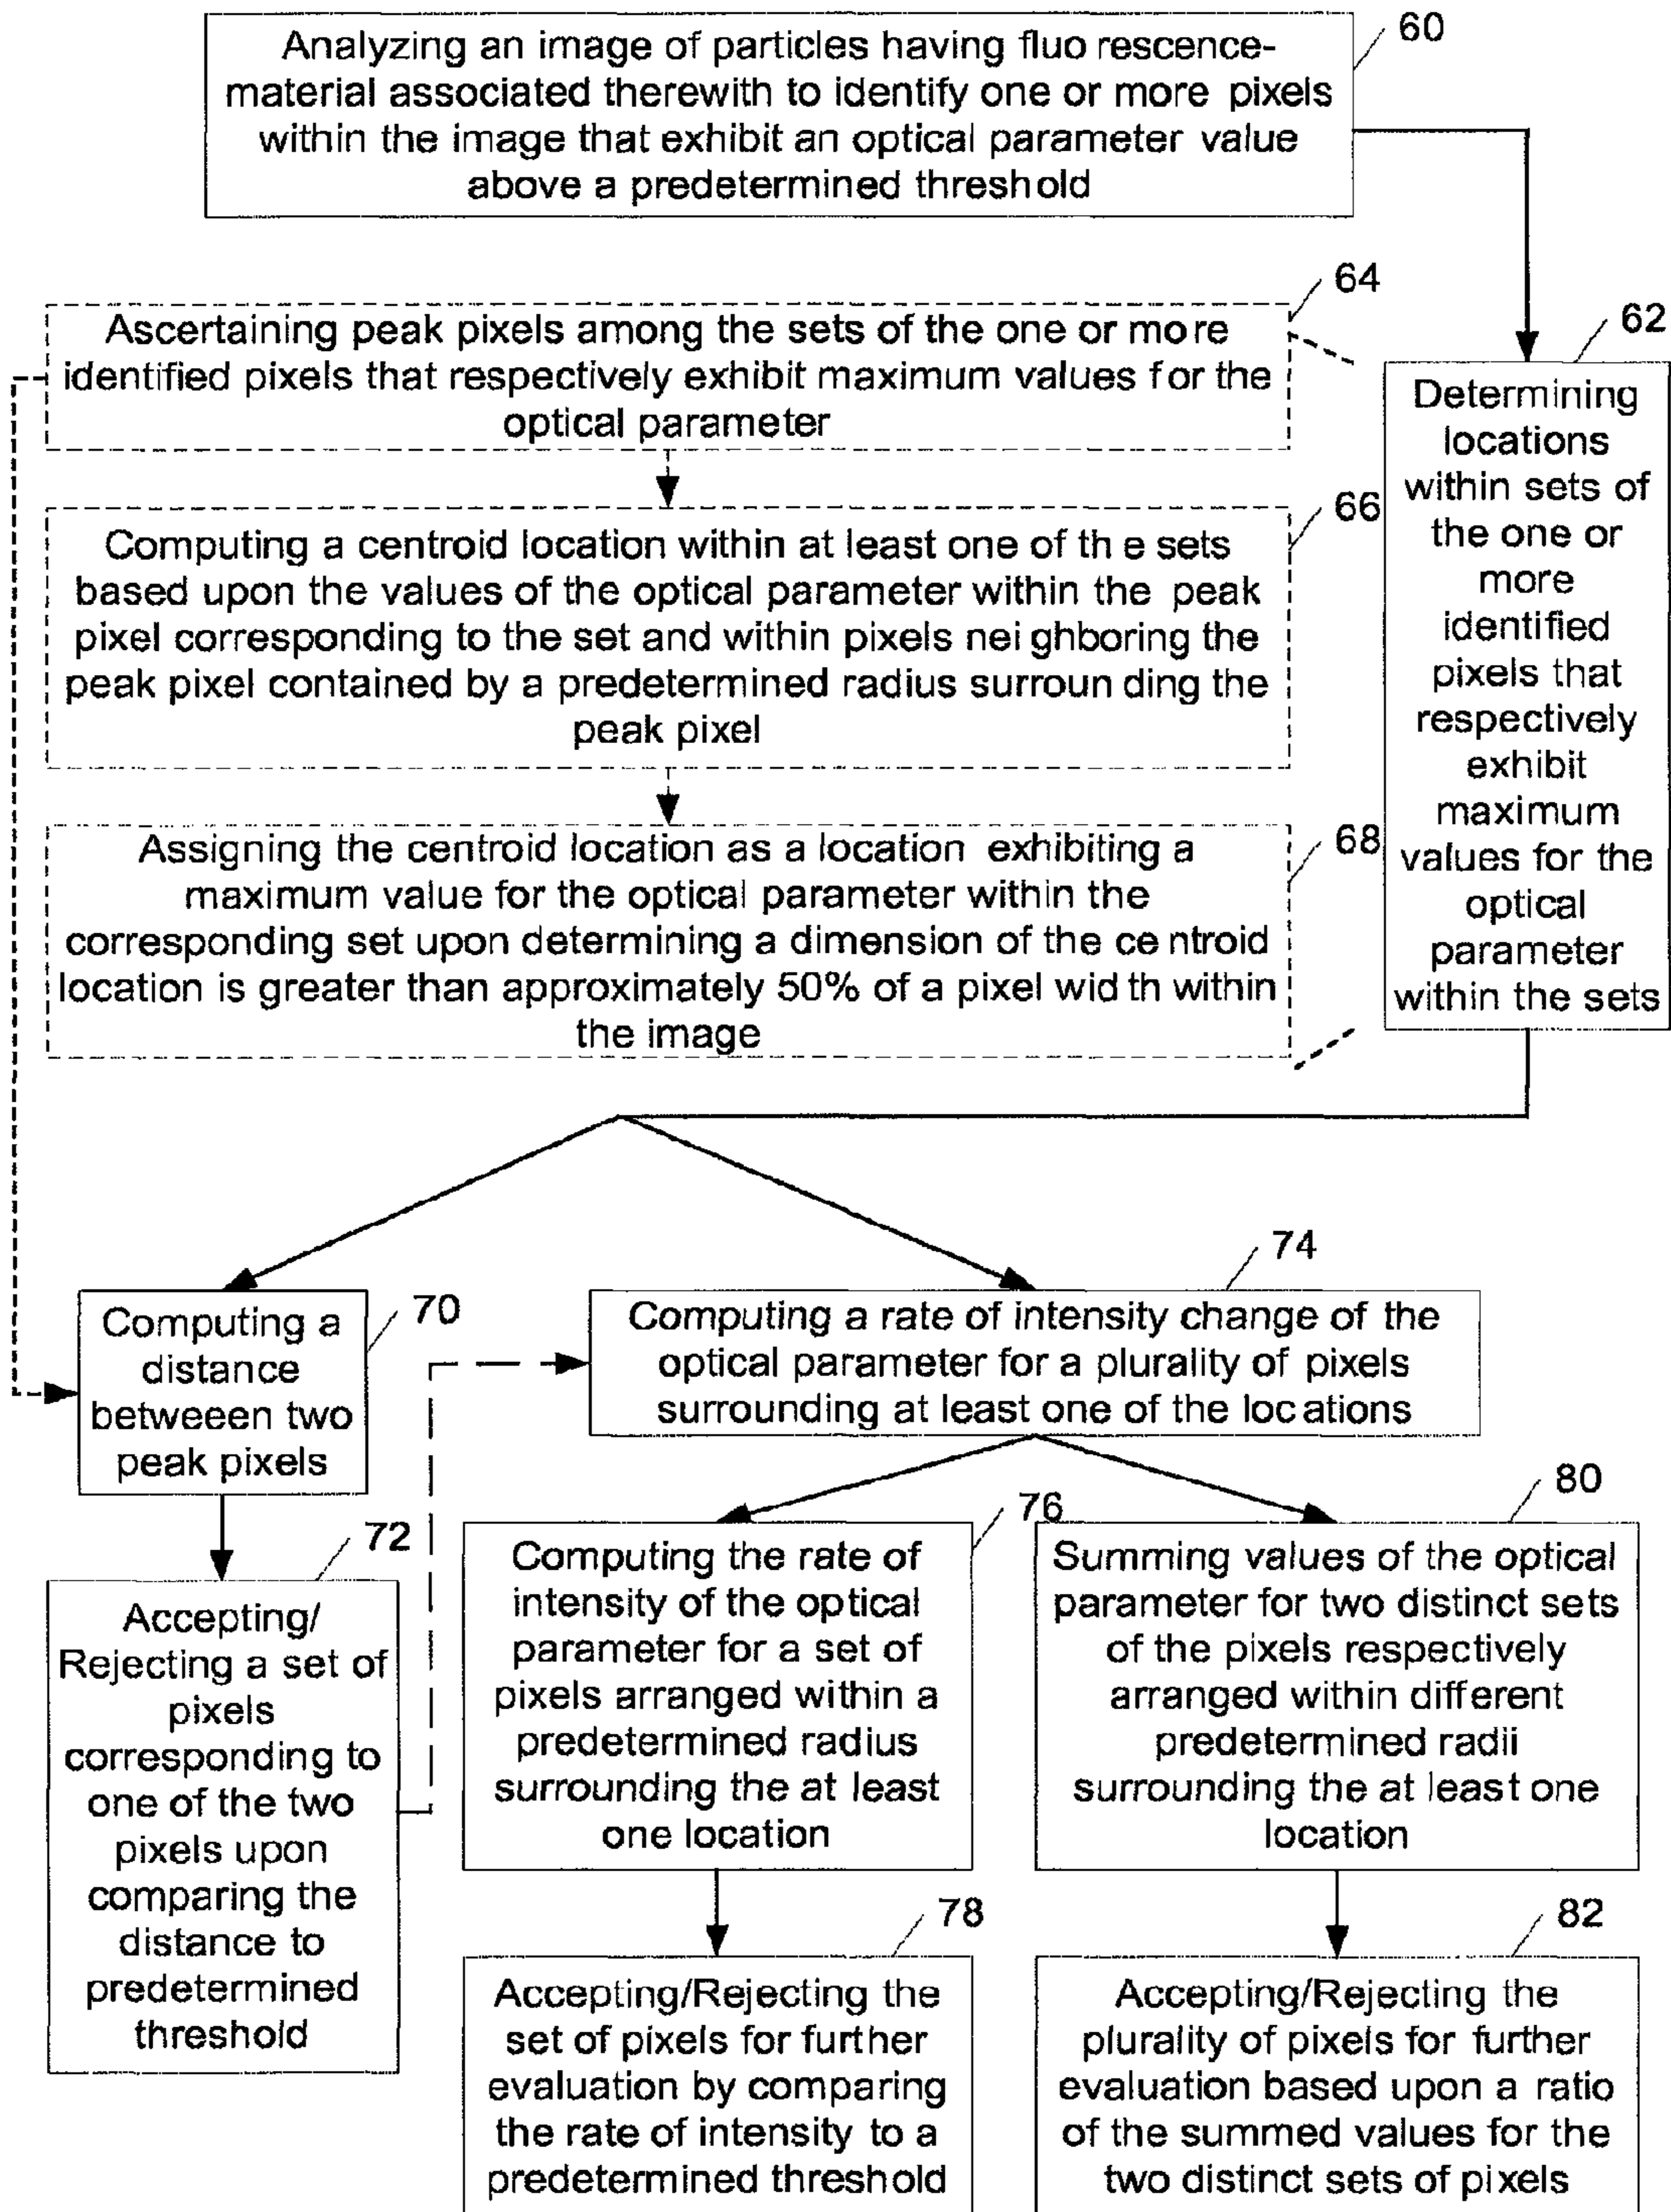 Analyzing an image of particles having fluo rescence-
material associated therewith to identify one or more pixels
within the image that exhibit an optical parameter value
above a predetermined threshold
60
64
Ascertaining peak pixels among the sets of the one or more
identified pixels that respectively exhibit maximum values for the
optical parameter
62
Determining
locations
within sets of
the one or
more
identified
pixels that
respectively
exhibit
maximum
values for the
optical
parameter
within the sets
66
Computing a centroid location within at least one of th e sets
based upon the values of the optical parameter within the peak
pixel corresponding to the set and within pixels nei ghboring the
peak pixel contained by a predetermined radius surroun ding the
peak pixel
68
Assigning the centroid location as a location exhibiting a
maximum value for the optical parameter within the
corresponding set upon determining a dimension of the ce ntroid
location is greater than approximately 50% of a pixel wid th within
the image
70
Computing a
distance
betweeen two
peak pixels
74
Computing a rate of intensity change of the
optical parameter for a plurality of pixels
surrounding at least one of the locations
72
Accepting/
Rejecting a set of
pixels
corresponding to
one of the two
pixels upon
comparing the
distance to
predetermined
threshold
76
Computing the rate of
intensity of the optical
parameter for a set of
pixels arranged within a
predetermined radius
surrounding the at least
one location
80
Summing values of the optical
parameter for two distinct sets
of the pixels respectively
arranged within different
predetermined radii
surrounding the at least one
location
78
Accepting/Rejecting the
set of pixels for further
evaluation by comparing
the rate of intensity to a
predetermined threshold
82
Accepting/Rejecting the
plurality of pixels for further
evaluation based upon a ratio
of the summed values for the
two distinct sets of pixels